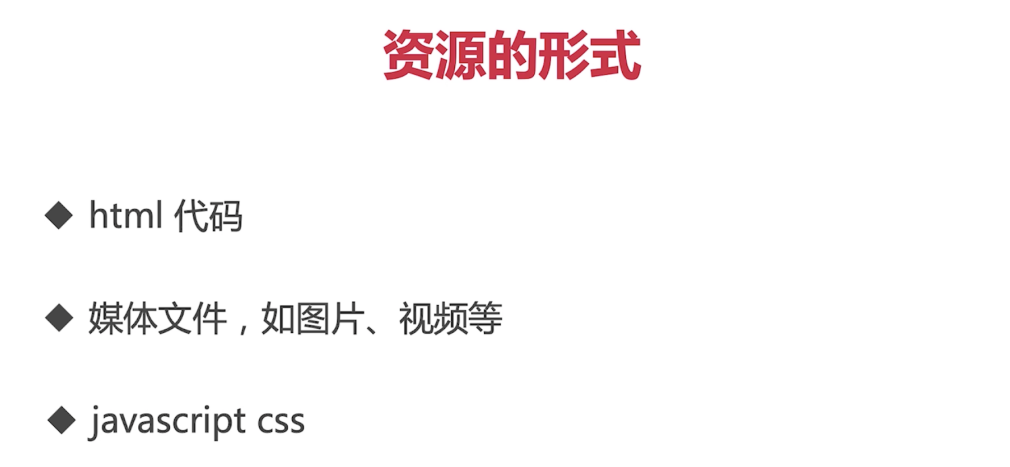 资源的形式
◆ html 代码
◆ 媒体文件，如图片、视频等
◆ javascript css